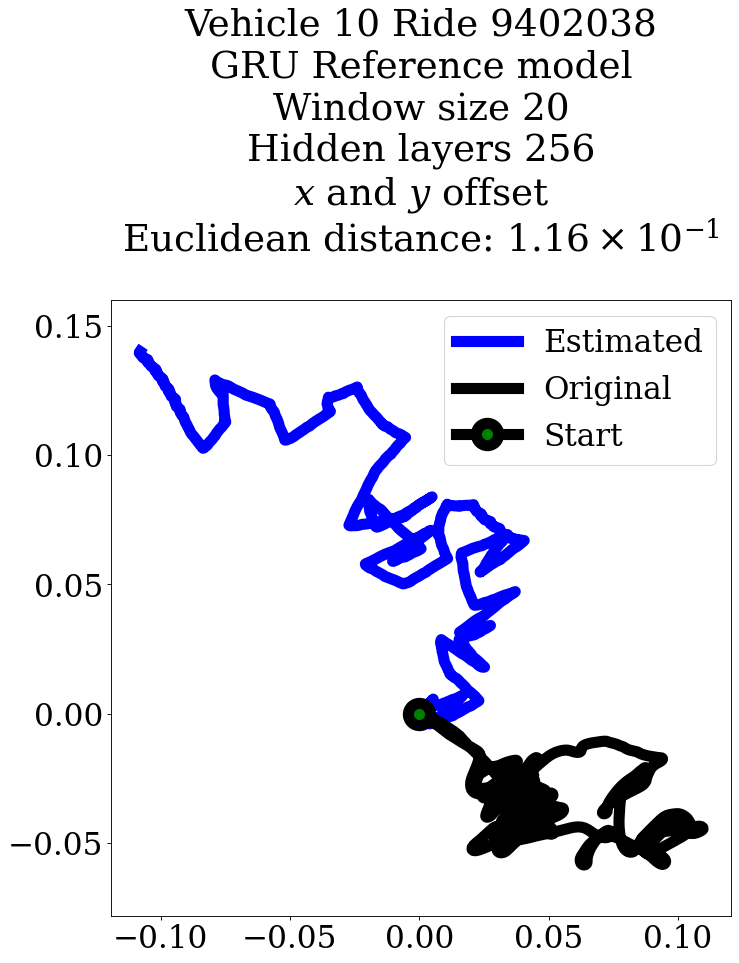 Vehicle 10 Ride 9402038
GRU Reference model
Window size 20
Hidden layers 256
x and y offset
Euclidean distance: 1.16 × 10⁻¹
Estimated
Original
Start
0.15
0.10
0.05
0.00
−0.05
−0.10 −0.05 0.00 0.05 0.10